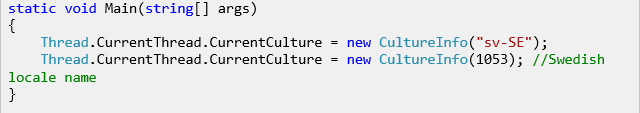 static void Main(string[] args)
{
    Thread.CurrentThread.CurrentCulture = new CultureInfo("sv-SE");
    Thread.CurrentThread.CurrentCulture = new CultureInfo(1053); //Swedish
locale name
}